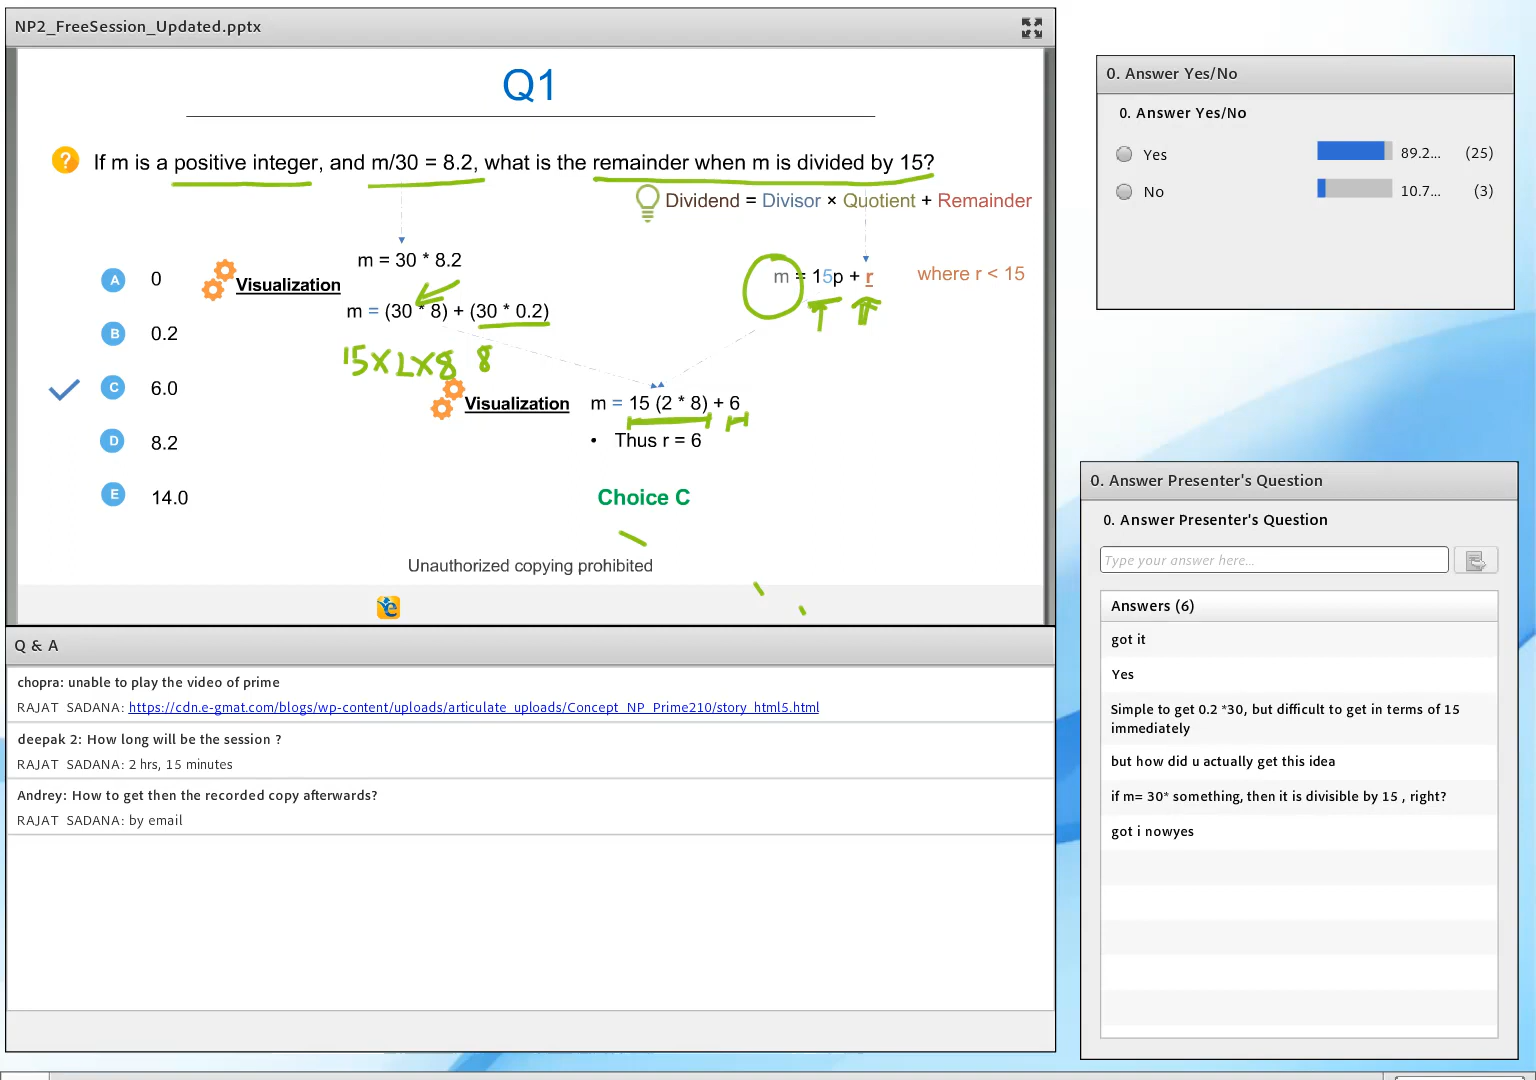 NP2_FreeSession_Updated.pptx
Q1
? If m is a positive integer, and m/30 = 8.2, what is the remainder when m is divided by 15?
Dividend = Divisor × Quotient + Remainder
m = 30 * 8.2
m = 15p + r where r < 15
A 0
Visualization
m = (30 * 8) + (30 * 0.2)
B 0.2
15 x 2 x 8 8
C 6.0
Visualization
m = 15 (2 * 8) + 6
• Thus r = 6
D 8.2
E 14.0
Choice C
Unauthorized copying prohibited
Q & A
chopra: unable to play the video of prime
RAJAT SADANA: https://cdn.e-gmat.com/blogs/wp-content/uploads/articulate_uploads/Concept_NP_Prime210/story_html5.html
deepak 2: How long will be the session ?
RAJAT SADANA: 2 hrs, 15 minutes
Andrey: How to get then the recorded copy afterwards?
RAJAT SADANA: by email
0. Answer Yes/No
0. Answer Yes/No
Yes 89.2... (25)
No 10.7... (3)
0. Answer Presenter's Question
0. Answer Presenter's Question
Type your answer here...
Answers (6)
got it
Yes
Simple to get 0.2 *30, but difficult to get in terms of 15
immediately
but how did u actually get this idea
if m= 30* something, then it is divisible by 15 , right?
got i nowyes